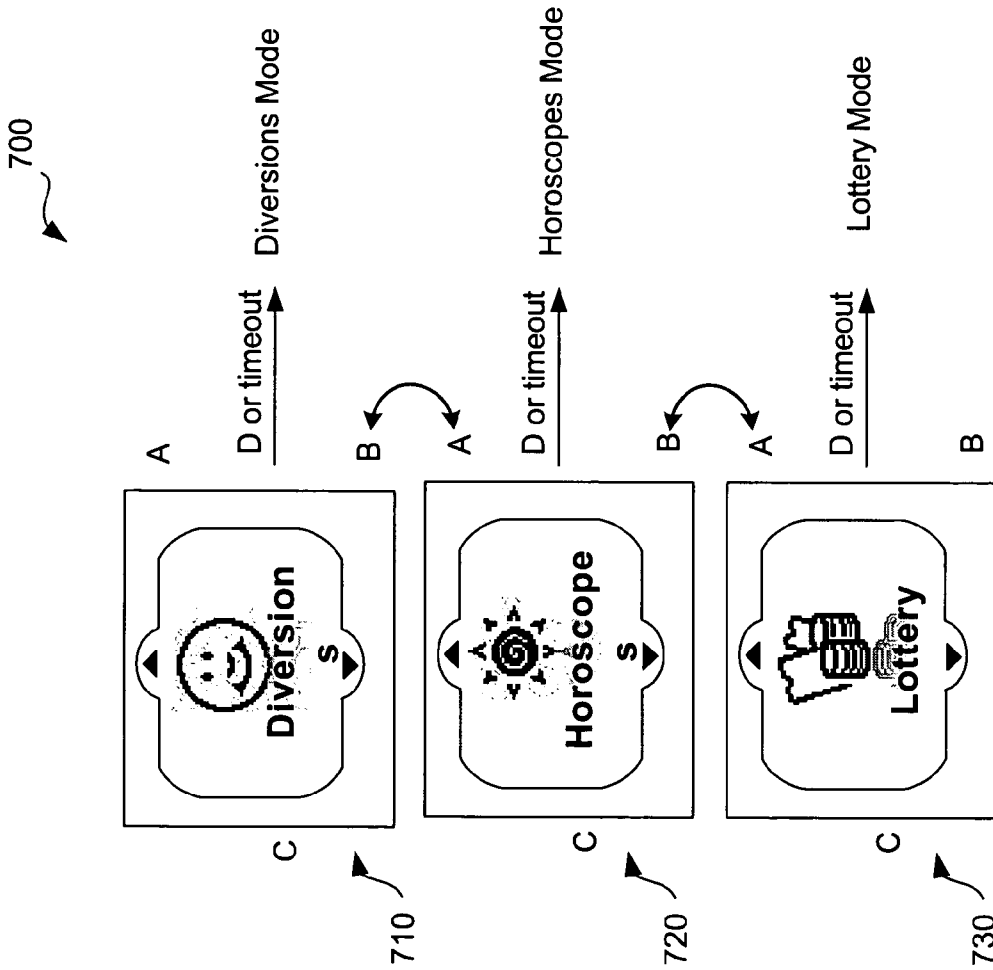 700
A
D or timeout
Diversions Mode
Diversion
s
C
B
710
A
D or timeout
Horoscopes Mode
Horoscope
s
C
B
720
A
D or timeout
Lottery Mode
Lottery
C
B
730